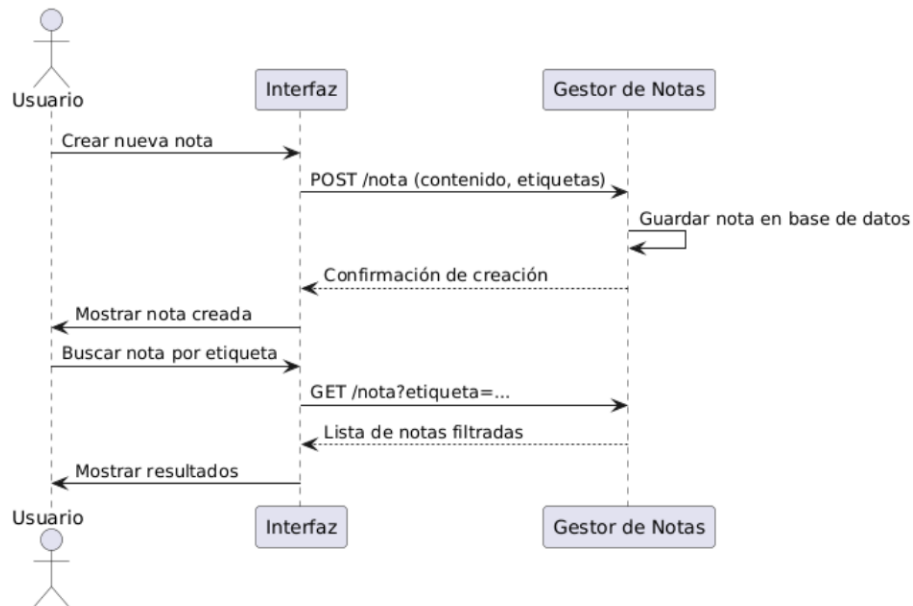 Usuario
Interfaz
Gestor de Notas
Crear nueva nota
POST /nota (contenido, etiquetas)
Guardar nota en base de datos
Confirmación de creación
Mostrar nota creada
Buscar nota por etiqueta
GET /nota?etiqueta=...
Lista de notas filtradas
Mostrar resultados
Usuario
Interfaz
Gestor de Notas